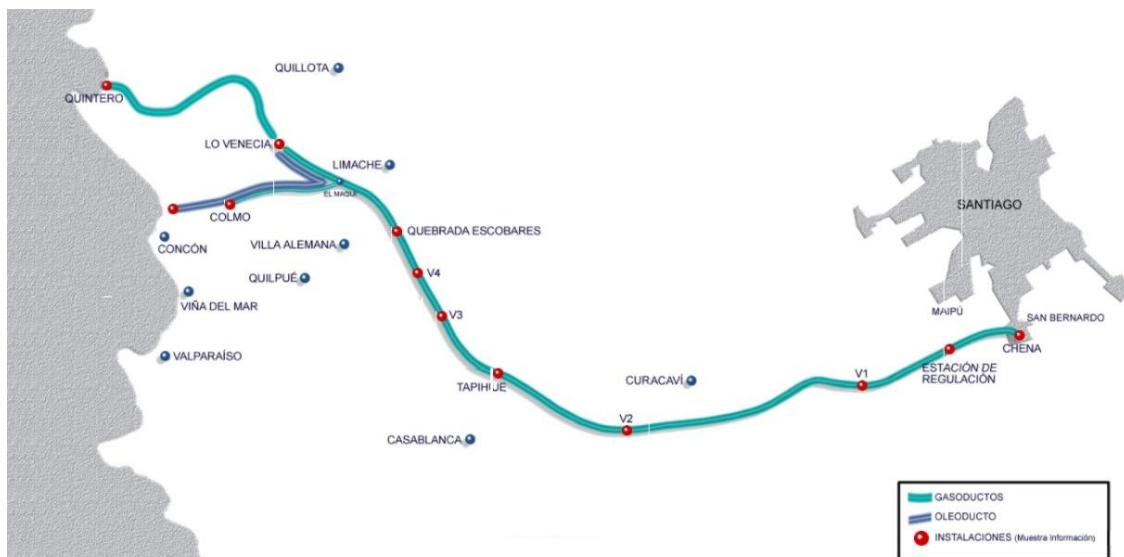 QUILLOTA
QUINTERO
LO VENECIA
LIMACHE
EL MAQUI
COLMO
CONCÓN
VILLA ALEMANA
QUEBRADA ESCOBARES
QUILPUÉ
V4
VIÑA DEL MAR
V3
VALPARAÍSO
TAPIHUE
CASABLANCA
V2
CURACAVÍ
V1
ESTACIÓN DE
REGULACIÓN
SANTIAGO
MAIPÚ
SAN BERNARDO
CHENA
GASODUCTOS
OLEODUCTO
INSTALACIONES (Muestra Información)